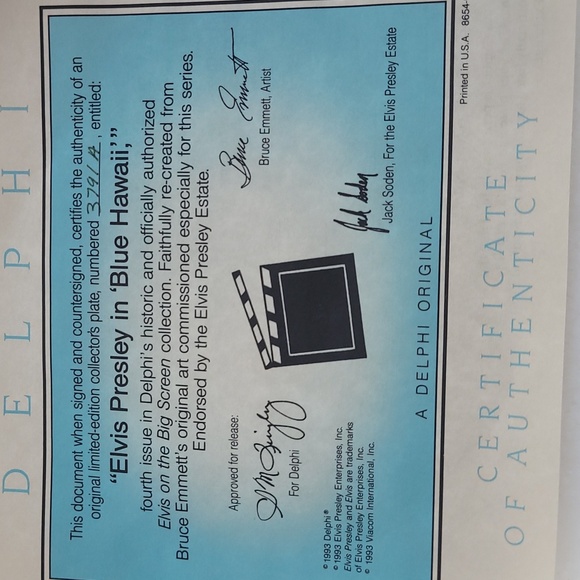 DELPHI
This document when signed and countersigned, certifies the authenticity of an
original limited-edition collector's plate, numbered 3791A, entitled:
“Elvis Presley in ‘Blue Hawaii,’”
fourth issue in Delphi's historic and officially authorized
Elvis on the Big Screen collection. Faithfully re-created from
Bruce Emmett's original art commissioned especially for this series.
Endorsed by the Elvis Presley Estate.
Approved for release:
For Delphi
Bruce Emmett
Bruce Emmett, Artist
Jack Soden
Jack Soden, For the Elvis Presley Estate
© 1993 Delphi®
© 1993 Elvis Presley Enterprises, Inc.
Elvis Presley and Elvis are trademarks
of Elvis Presley Enterprises, Inc.
© 1993 Viacom International, Inc.
A DELPHI ORIGINAL
Printed in U.S.A. 8654-
CERTIFICATE
OF AUTHENTICITY